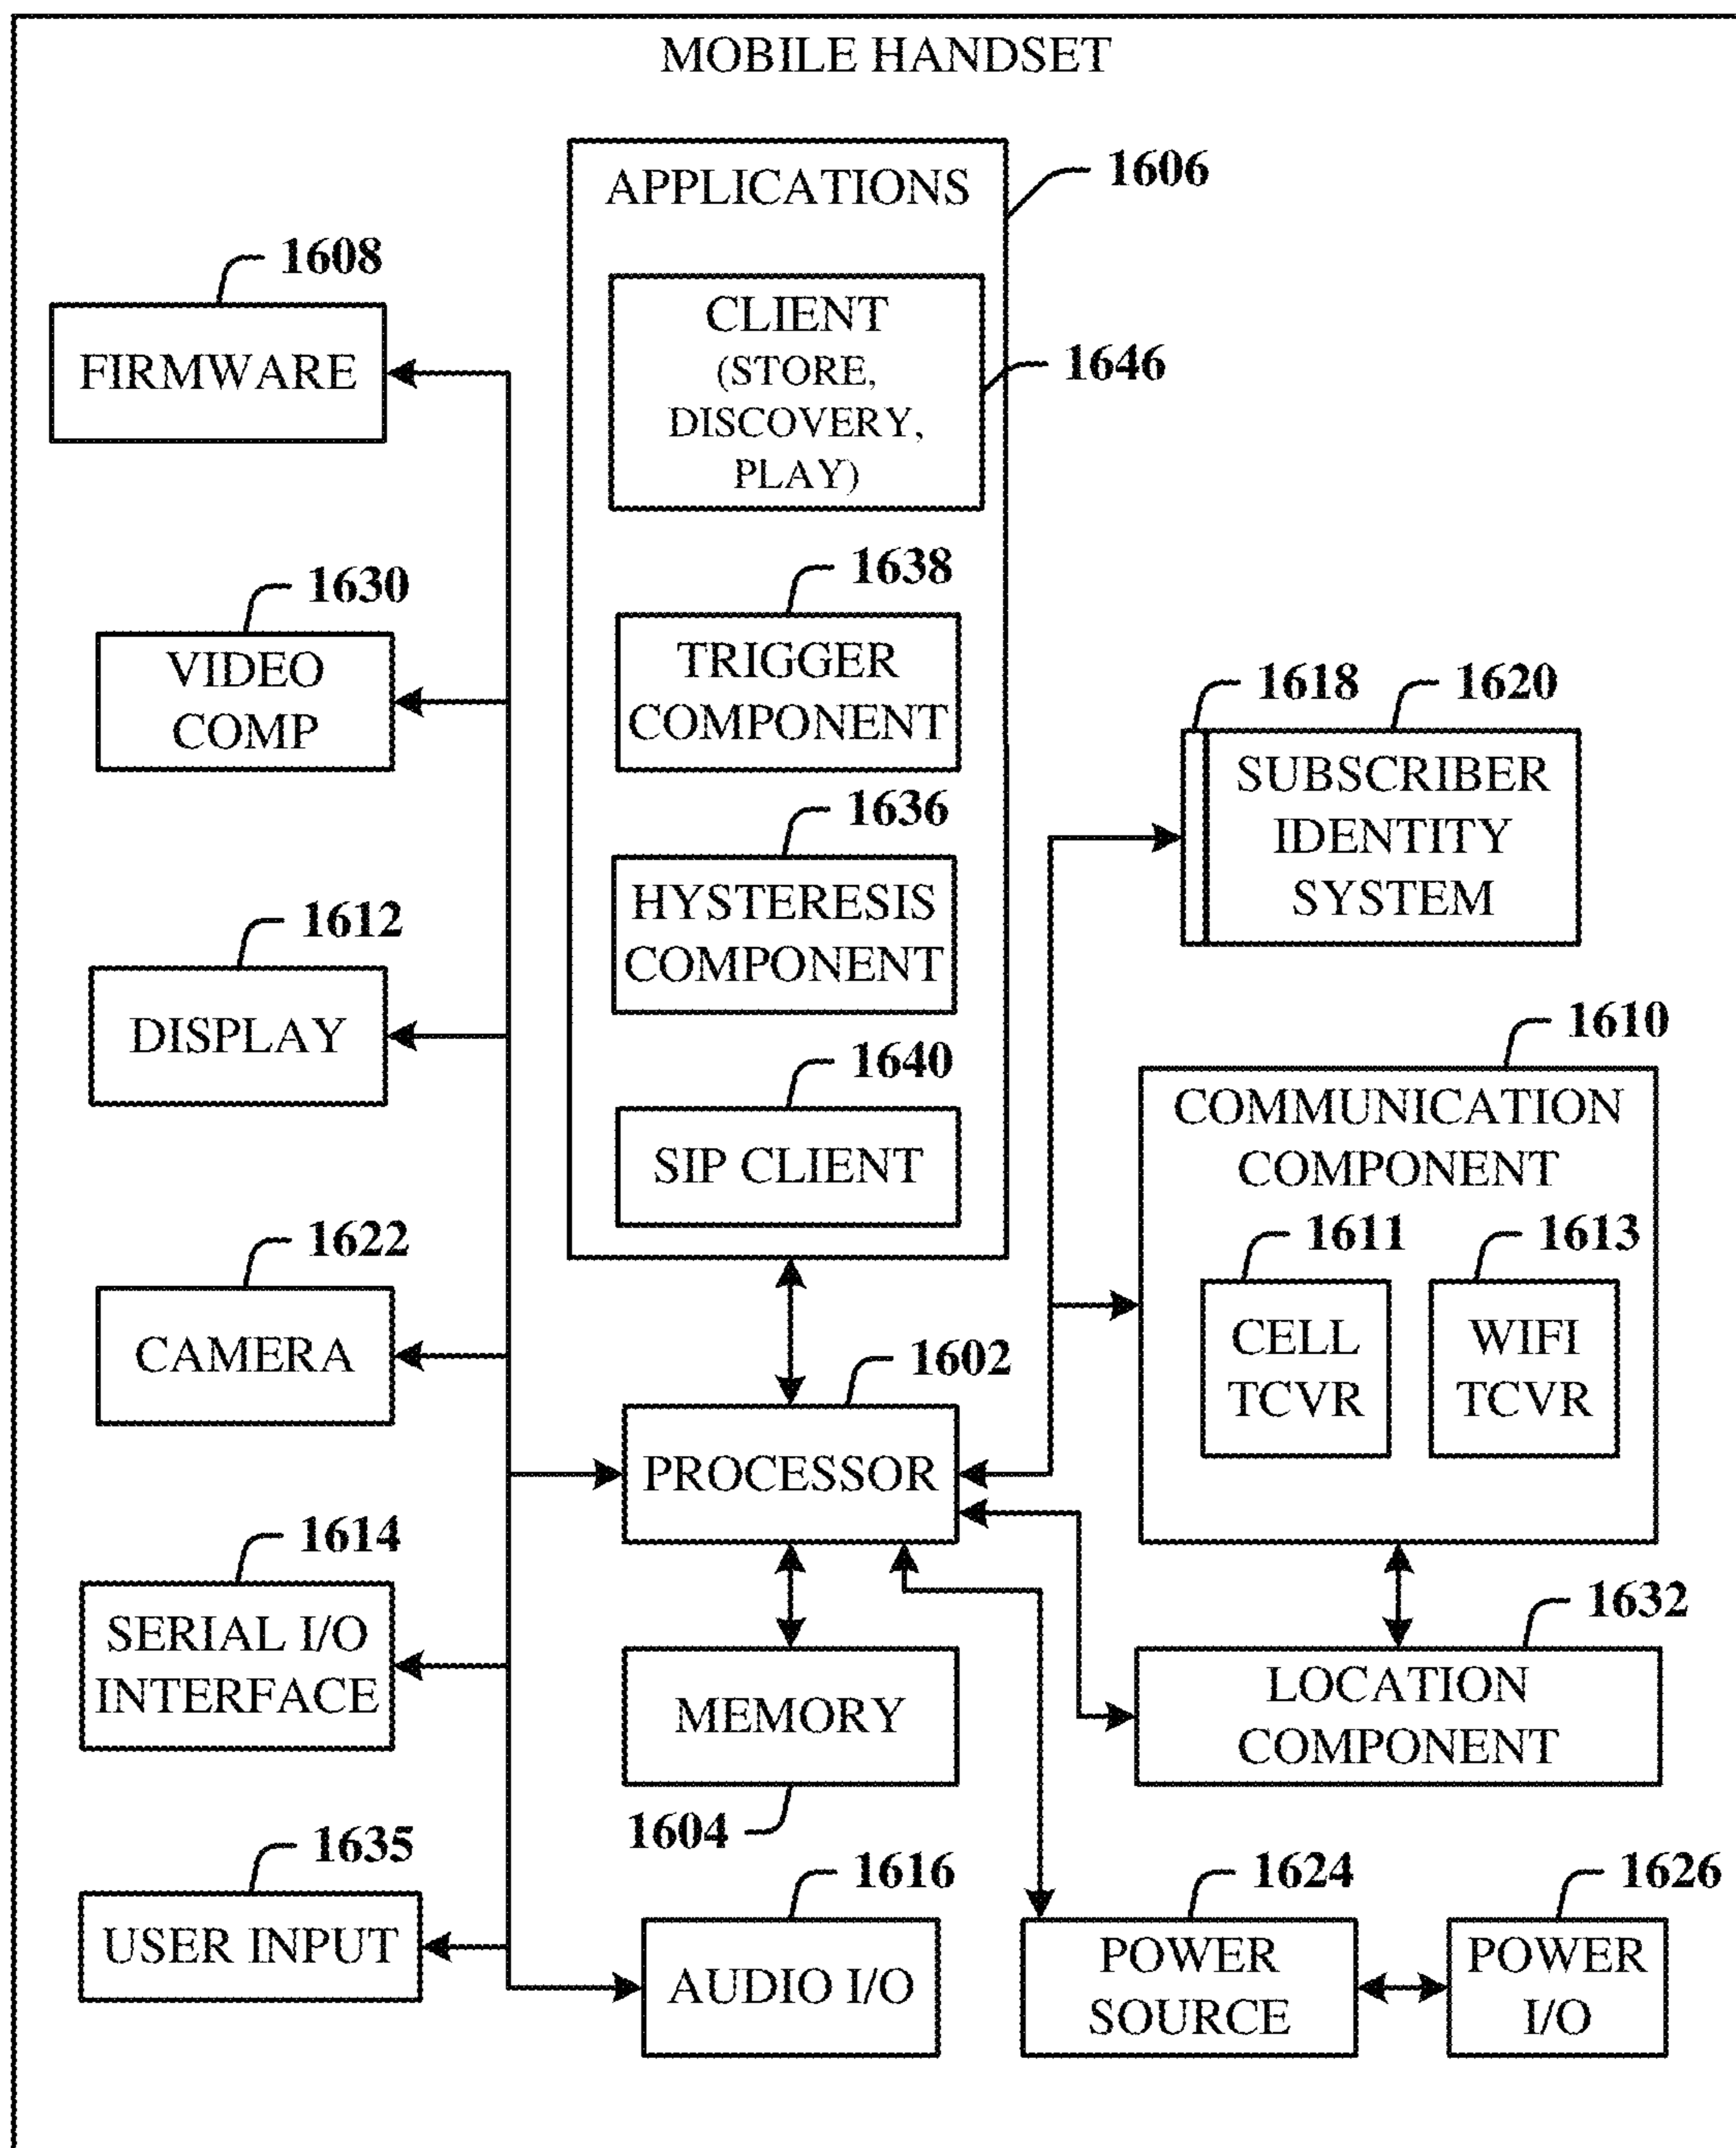 MOBILE HANDSET
1606
APPLICATIONS
CLIENT
(STORE,
DISCOVERY,
PLAY)
1646
1638
TRIGGER
COMPONENT
1636
HYSTERESIS
COMPONENT
1640
SIP CLIENT
1608
FIRMWARE
1630
VIDEO
COMP
1612
DISPLAY
1622
CAMERA
1614
SERIAL I/O
INTERFACE
1635
USER INPUT
1602
PROCESSOR
MEMORY
1604
1616
AUDIO I/O
1618
1620
SUBSCRIBER
IDENTITY
SYSTEM
1610
COMMUNICATION
COMPONENT
1611
CELL
TCVR
1613
WIFI
TCVR
1632
LOCATION
COMPONENT
1624
POWER
SOURCE
1626
POWER
I/O